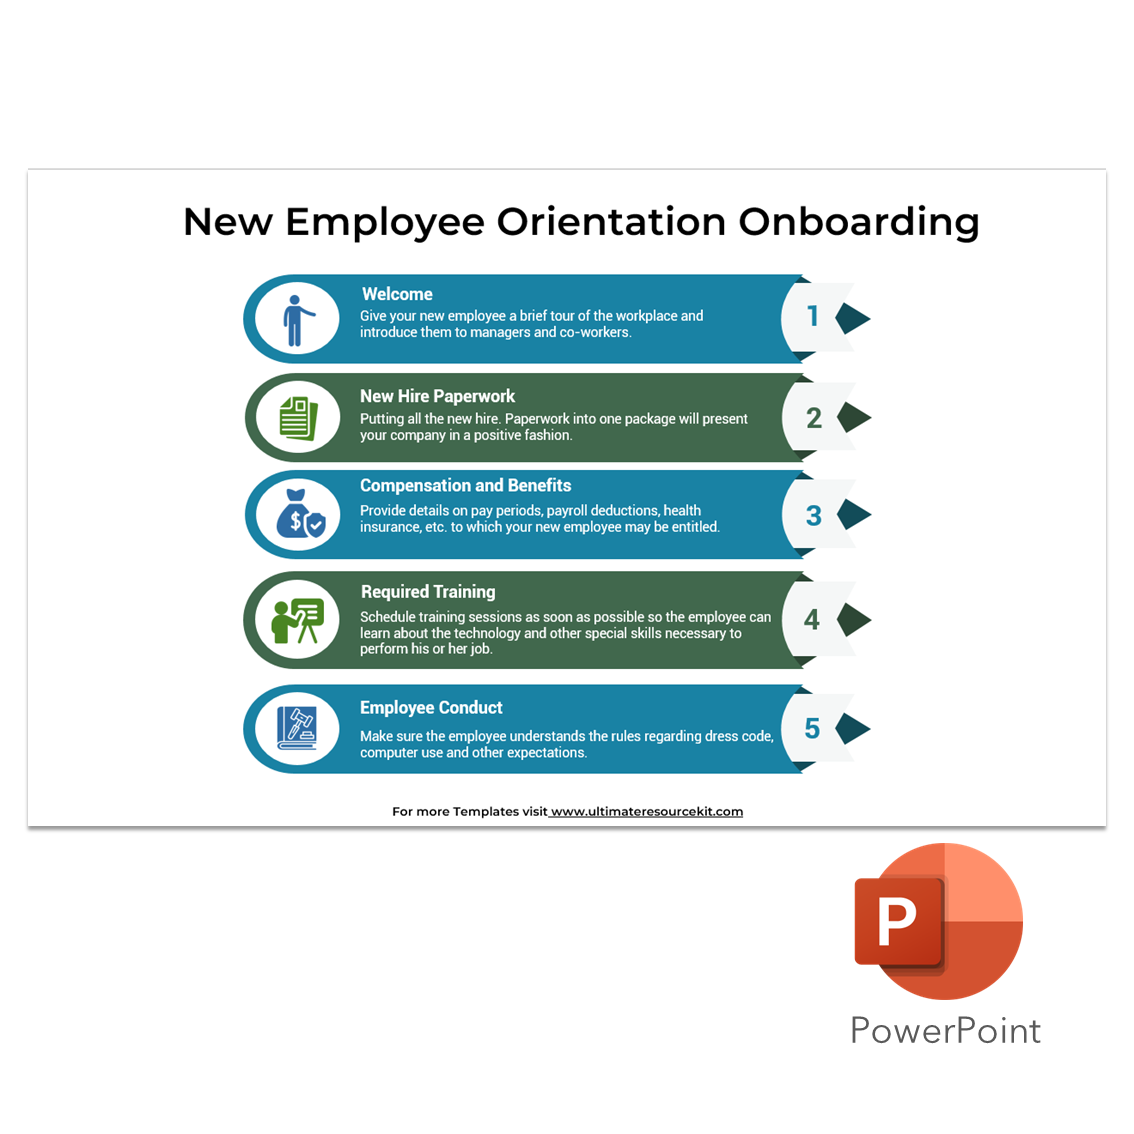 New Employee Orientation Onboarding
Welcome
Give your new employee a brief tour of the workplace and
introduce them to managers and co-workers.
1
New Hire Paperwork
Putting all the new hire. Paperwork into one package will present
your company in a positive fashion.
2
Compensation and Benefits
Provide details on pay periods, payroll deductions, health
insurance, etc. to which your new employee may be entitled.
$
3
Required Training
Schedule training sessions as soon as possible so the employee can
learn about the technology and other special skills necessary to
perform his or her job.
4
Employee Conduct
Make sure the employee understands the rules regarding dress code,
computer use and other expectations.
5
For more Templates visit www.ultimateresourcekit.com
P
PowerPoint